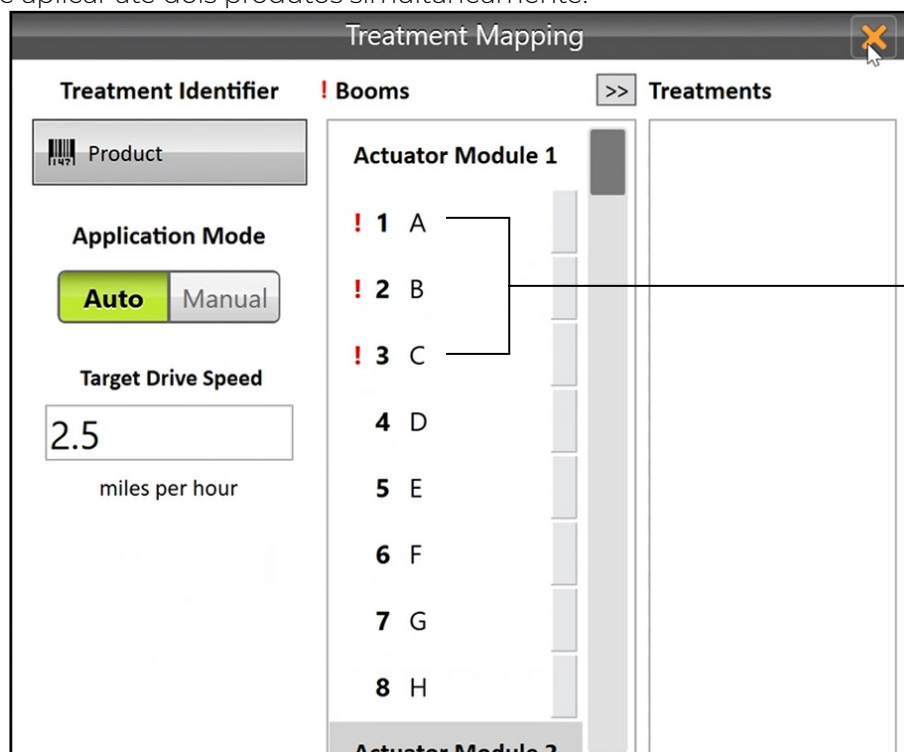 e aplicar até dois produtos simultaneamente.
Treatment Mapping
Treatment Identifier
147
Product
Application Mode
Auto Manual
Target Drive Speed
2.5
miles per hour
! Booms >>
Actuator Module 1
! 1 A
! 2 B
! 3 C
4 D
5 E
6 F
7 G
8 H
Actuator Module 2
Treatments